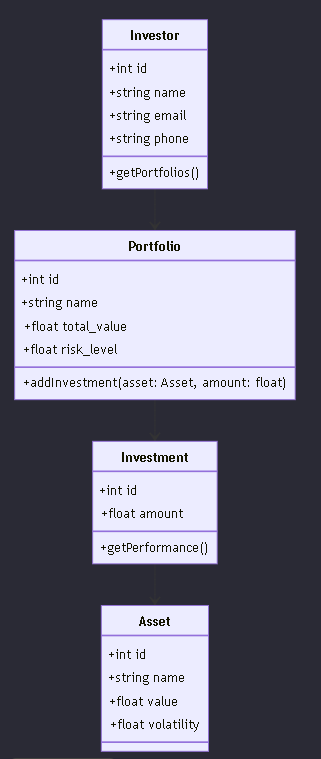 Investor
+int id
+string name
+string email
+string phone
+getPortfolios()
Portfolio
+int id
+string name
+float total_value
+float risk_level
+addInvestment(asset: Asset, amount: float)
Investment
+int id
+float amount
+getPerformance()
Asset
+int id
+string name
+float value
+float volatility